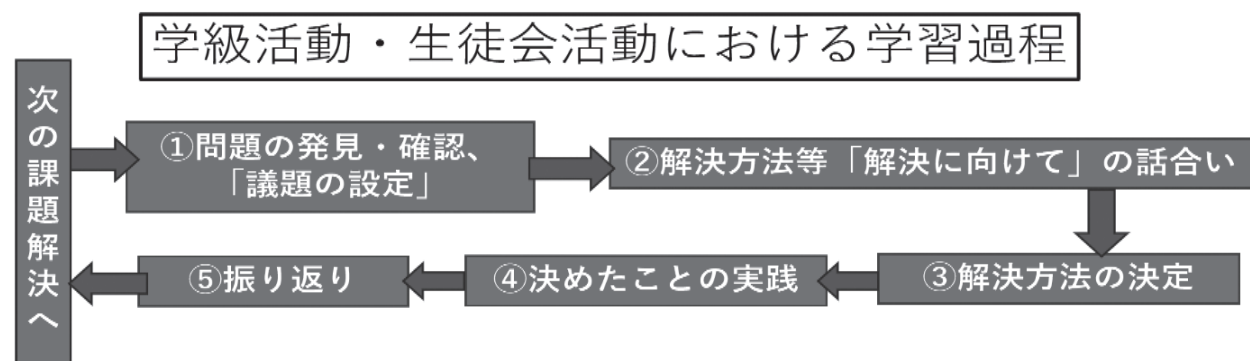 学級活動・生徒会活動における学習過程
次の課題解決へ
①問題の発見・確認、
「議題の設定」
②解決方法等「解決に向けて」の話合い
③解決方法の決定
④決めたことの実践
⑤振り返り